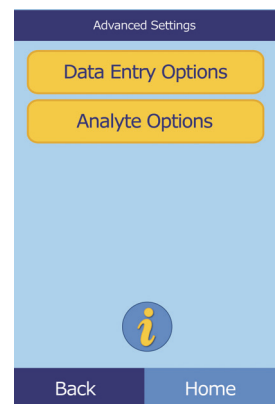 Advanced Settings
Data Entry Options
Analyte Options
i
Back Home